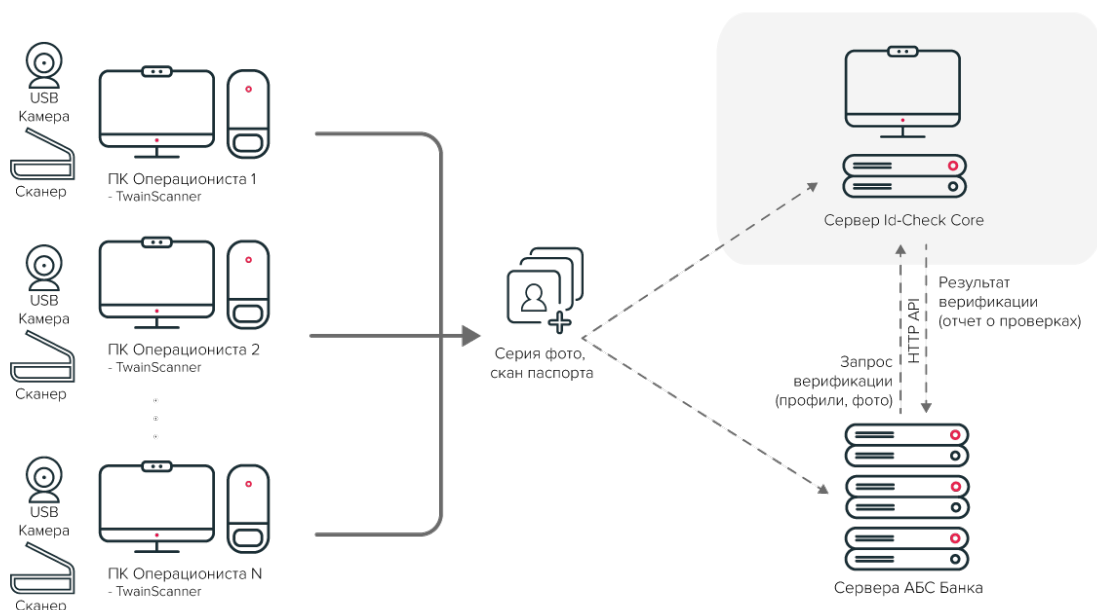 USB
Камера
Сканер
ПК Операциониста 1
- TwainScanner
USB
Камера
Сканер
ПК Операциониста 2
- TwainScanner
USB
Камера
Сканер
ПК Операциониста N
- TwainScanner
Серия фото,
скан паспорта
Сервер Id-Check Core
Результат
верификации
(отчет о проверках)
HTTP API
Запрос
верификации
(профили, фото)
Сервера АБС Банка